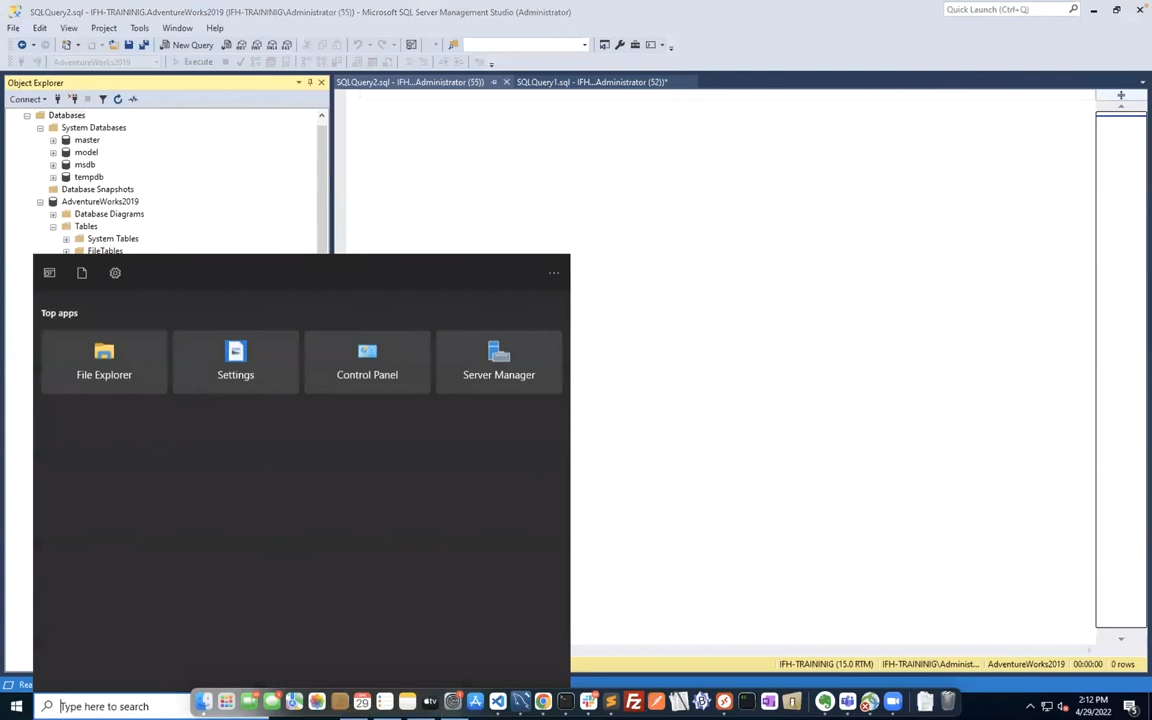 SQLQuery2.sql - IFH-TRAININIG.AdventureWorks2019 (IFH-TRAININIG\Administrator (55)) - Microsoft SQL Server Management Studio (Administrator)
Quick Launch (Ctrl+Q)
File Edit View Project Tools Window Help
New Query
AdventureWorks2019 Execute
Object Explorer
SQLQuery2.sql - IFH...Administrator (55))
SQLQuery1.sql - IFH...Administrator (52))*
Connect
Databases
System Databases
master
model
msdb
tempdb
Database Snapshots
AdventureWorks2019
Database Diagrams
Tables
System Tables
FileTables
Top apps
File Explorer
Settings
Control Panel
Server Manager
IFH-TRAININIG (15.0 RTM) IFH-TRAININIG\Administ... AdventureWorks2019 00:00:00 0 rows
Rea
Type here to search
2:12 PM
4/29/2022